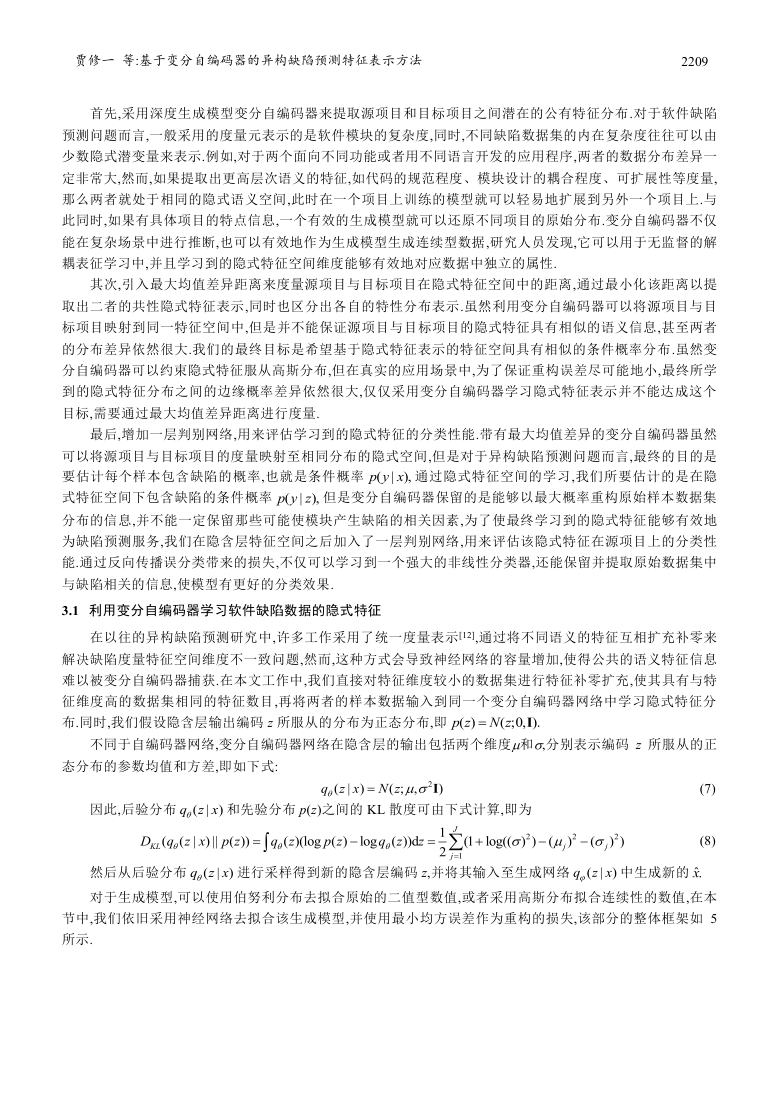 贾修一 等:基于变分自编码器的异构缺陷预测特征表示方法
2209
首先,采用深度生成模型变分自编码器来提取源项目和目标项目之间潜在的公有特征分布.对于软件缺陷
预测问题而言,一般采用的度量元表示的是软件模块的复杂度,同时,不同缺陷数据集的内在复杂度往往可以由
少数隐式潜变量来表示.例如,对于两个面向不同功能或者用不同语言开发的应用程序,两者的数据分布差异一
定非常大,然而,如果提取出更高层次语义的特征,如代码的规范程度、模块设计的耦合程度、可扩展性等度量,
那么两者就处于相同的隐式语义空间,此时在一个项目上训练的模型就可以轻易地扩展到另外一个项目上.与
此同时,如果有具体项目的特点信息,一个有效的生成模型就可以还原不同项目的原始分布.变分自编码器不仅
能在复杂场景中进行推断,也可以有效地作为生成模型生成连续型数据,研究人员发现,它可以用于无监督的解
耦表征学习中,并且学习到的隐式特征空间维度能够有效地对应数据中独立的属性.
其次,引入最大均值差异距离来度量源项目与目标项目在隐式特征空间中的距离,通过最小化该距离以提
取出二者的共性隐式特征表示,同时也区分出各自的特性分布表示.虽然利用变分自编码器可以将源项目与目
标项目映射到同一特征空间中,但是并不能保证源项目与目标项目的隐式特征具有相似的语义信息,甚至两者
的分布差异依然很大.我们的最终目标是希望基于隐式特征表示的特征空间具有相似的条件概率分布.虽然变
分自编码器可以约束隐式特征服从高斯分布,但在真实的应用场景中,为了保证重构误差尽可能地小,最终所学
到的隐式特征分布之间的边缘概率差异依然很大,仅仅采用变分自编码器学习隐式特征表示并不能达成这个
目标,需要通过最大均值差异距离进行度量.
最后,增加一层判别网络,用来评估学习到的隐式特征的分类性能.带有最大均值差异的变分自编码器虽然
可以将源项目与目标项目的度量映射至相同分布的隐式空间,但是对于异构缺陷预测问题而言,最终的目的是
要估计每个样本包含缺陷的概率,也就是条件概率 p(y | x), 通过隐式特征空间的学习,我们所要估计的是在隐
式特征空间下包含缺陷的条件概率 p(y | z), 但是变分自编码器保留的是能够以最大概率重构原始样本数据集
分布的信息,并不能一定保留那些可能使模块产生缺陷的相关因素,为了使最终学习到的隐式特征能够有效地
为缺陷预测服务,我们在隐含层特征空间之后加入了一层判别网络,用来评估该隐式特征在源项目上的分类性
能.通过反向传播误分类带来的损失,不仅可以学习到一个强大的非线性分类器,还能保留并提取原始数据集中
与缺陷相关的信息,使模型有更好的分类效果.
3.1 利用变分自编码器学习软件缺陷数据的隐式特征
在以往的异构缺陷预测研究中,许多工作采用了统一度量表示[12],通过将不同语义的特征互相扩充补零来
解决缺陷度量特征空间维度不一致问题,然而,这种方式会导致神经网络的容量增加,使得公共的语义特征信息
难以被变分自编码器捕获.在本文工作中,我们直接对特征维度较小的数据集进行特征补零扩充,使其具有与特
征维度高的数据集相同的特征数目,再将两者的样本数据输入到同一个变分自编码器网络中学习隐式特征分
布.同时,我们假设隐含层输出编码 z 所服从的分布为正态分布,即 p(z) = N(z;0,I).
不同于自编码器网络,变分自编码器网络在隐含层的输出包括两个维度μ和σ,分别表示编码 z 所服从的正
态分布的参数均值和方差,即如下式:
q_θ(z | x) = N(z; μ, σ²I) (7)
因此,后验分布 q_θ(z | x) 和先验分布 p(z)之间的 KL 散度可由下式计算,即为
D_KL(q_θ(z | x) || p(z)) = ∫q_θ(z)(log p(z) − log q_θ(z))dz = 1/2 ∑_{j=1}^{J}(1 + log((σ)²) − (μ_j)² − (σ_j)²) (8)
然后从后验分布 q_θ(z | x) 进行采样得到新的隐含层编码 z,并将其输入至生成网络 q_φ(z | x) 中生成新的 x̂.
对于生成模型,可以使用伯努利分布去拟合原始的二值型数值,或者采用高斯分布拟合连续性的数值,在本
节中,我们依旧采用神经网络去拟合该生成模型,并使用最小均方误差作为重构的损失,该部分的整体框架如 5
所示.